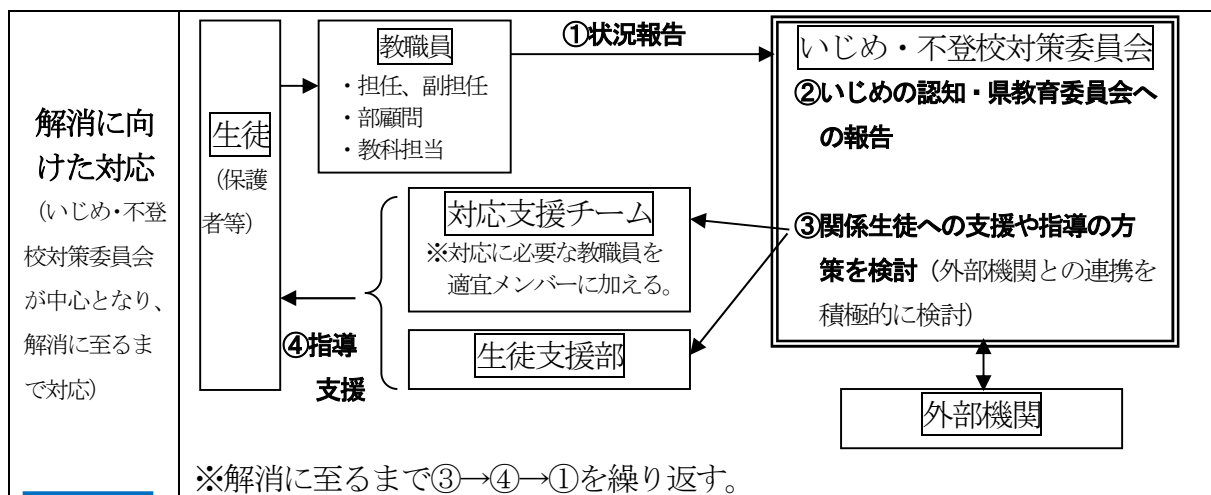 解消に向
けた対応
（いじめ・不登
校対策委員会
が中心となり、
解消に至るま
で対応）
生徒
（保護
者等）
教職員
・担任、副担任
・部顧問
・教科担当
①状況報告
いじめ・不登校対策委員会
②いじめの認知・県教育委員会へ
の報告
③関係生徒への支援や指導の方
策を検討（外部機関との連携を
積極的に検討）
対応支援チーム
※対応に必要な教職員を
適宜メンバーに加える。
④指導
支援
生徒支援部
外部機関
※解消に至るまで③→④→①を繰り返す。